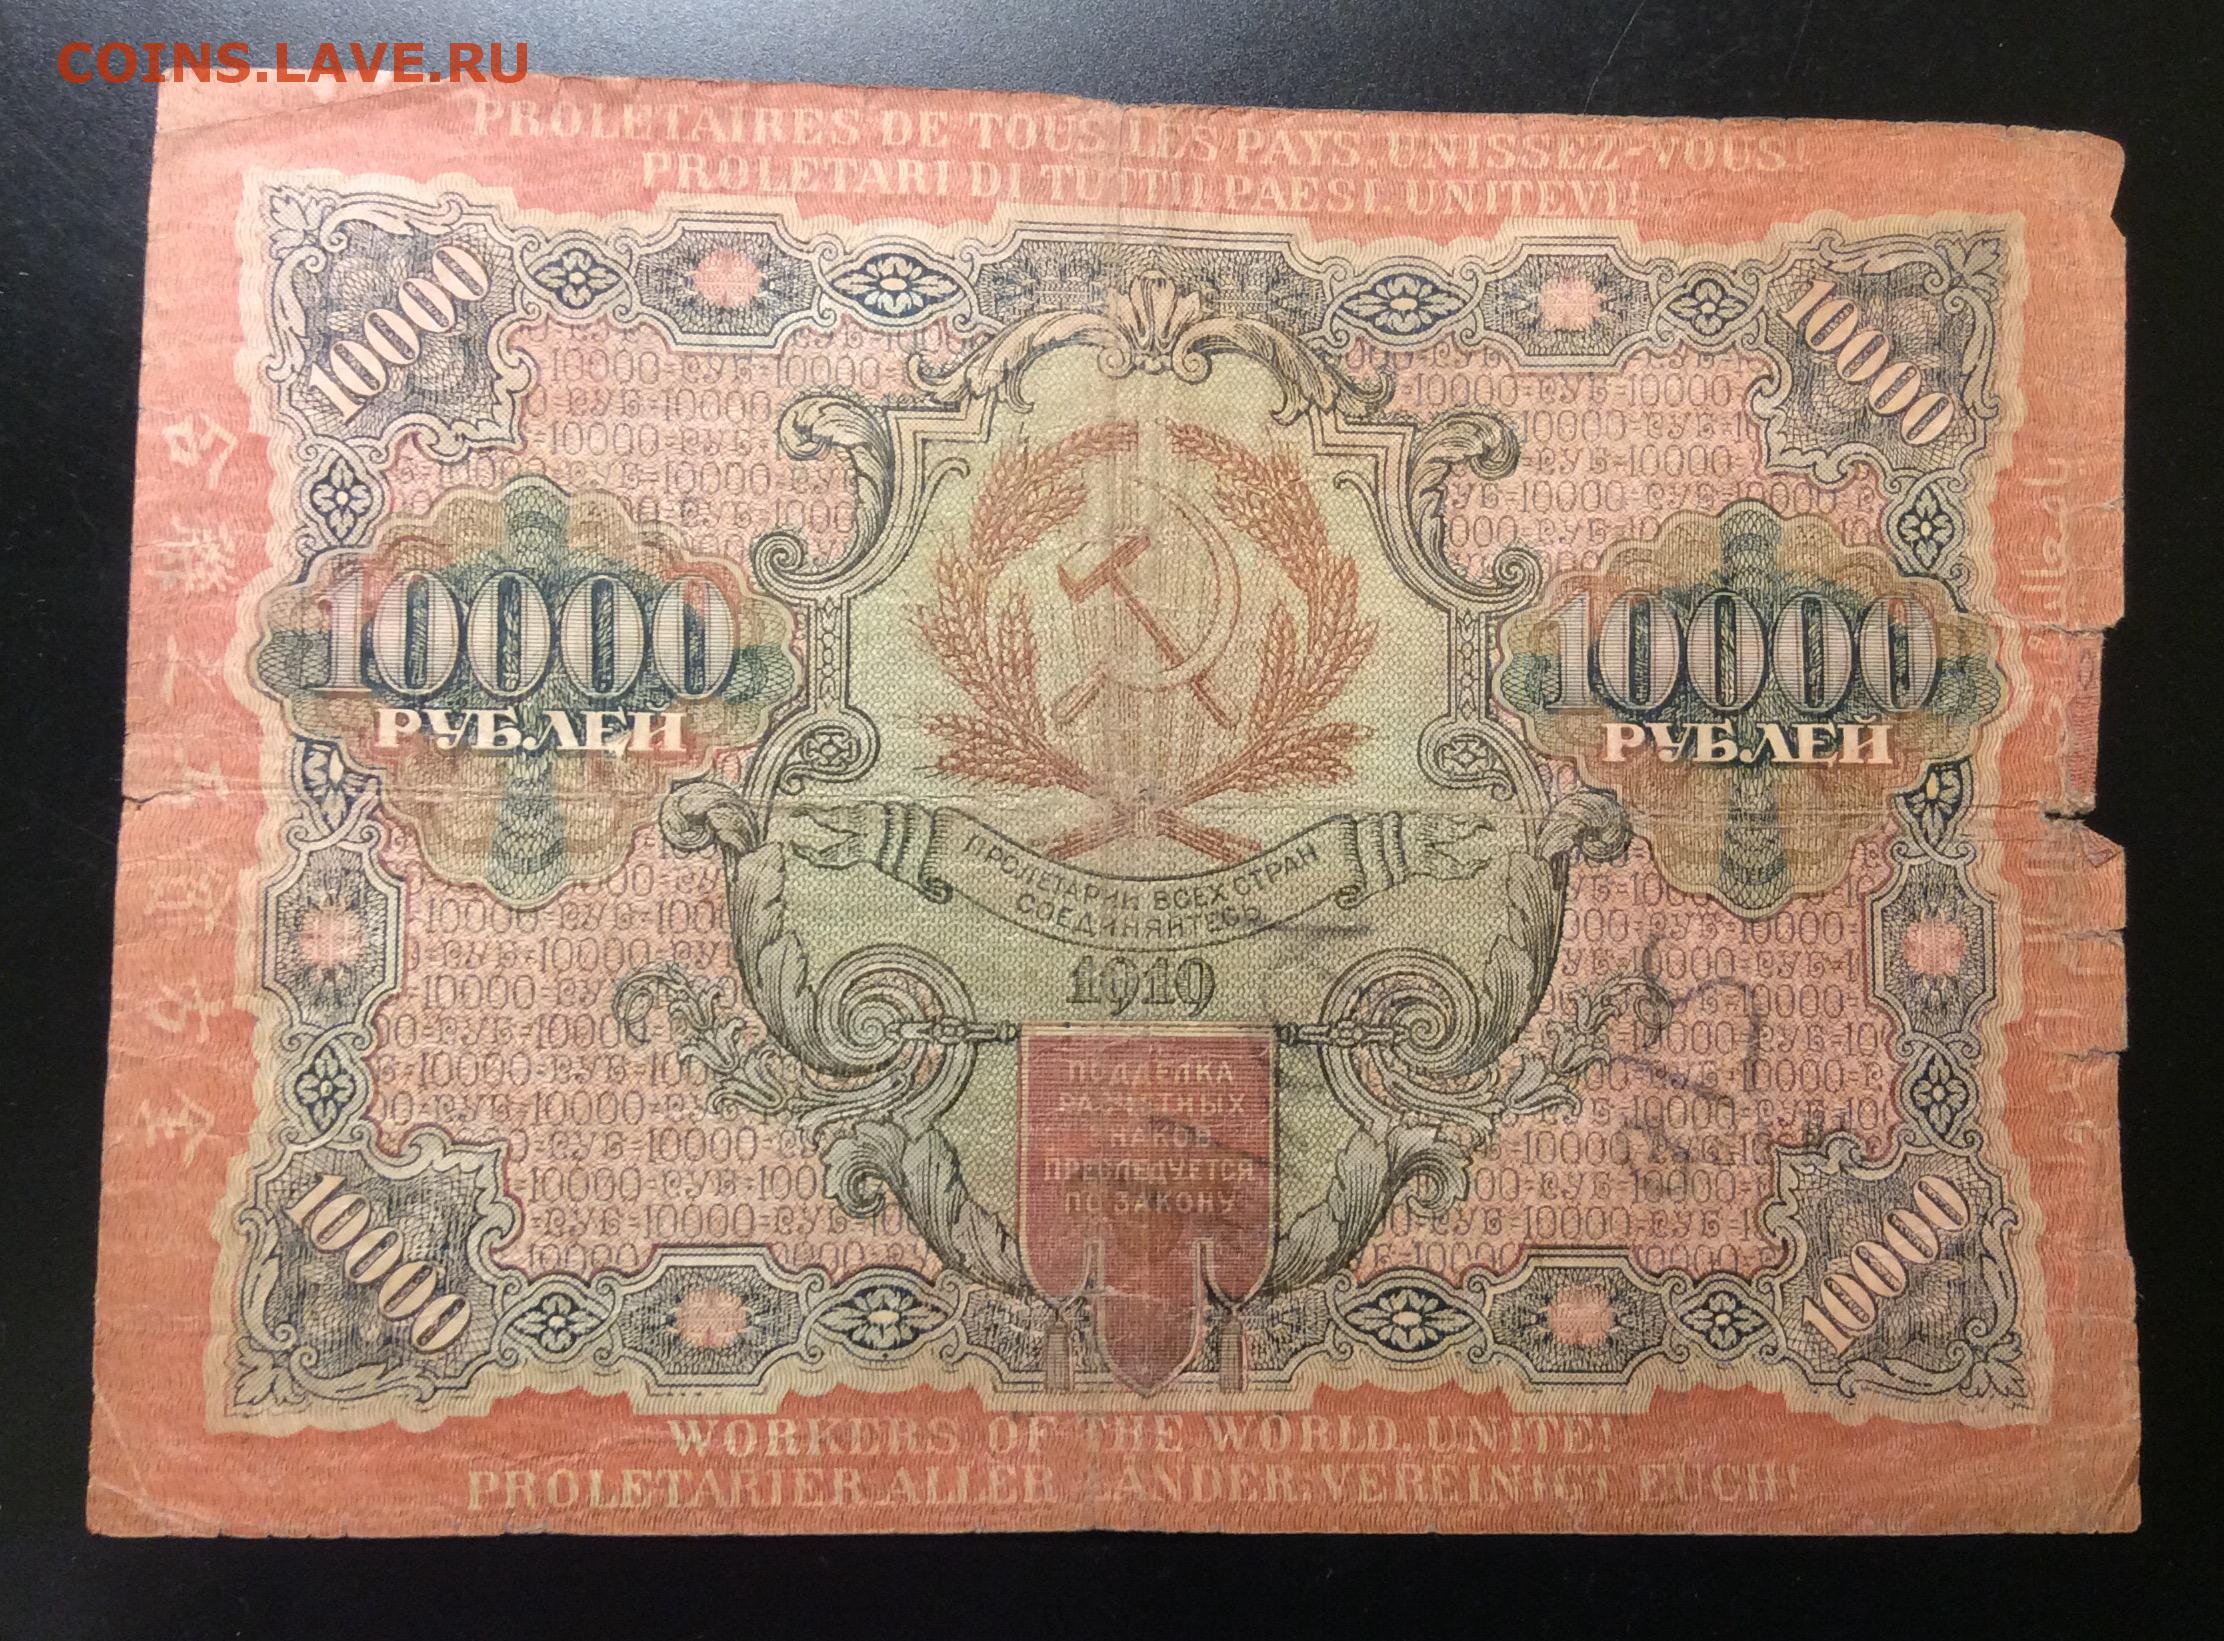 COINS.LAVE.RU
PROLETAIRES DE TOUS LES PAYS, UNISSEZ-VOUS!
PROLETARI DI TUTTI I PAESI, UNITEVI!
10000
10000
10000
РУБЛЕЙ
10000
РУБЛЕЙ
ПРОЛЕТАРИИ ВСЕХ СТРАН
СОЕДИНЯЙТЕСЬ
1919
ПОДДЕЛКА
РАСЧЕТНЫХ
ЗНАКОВ
ПРЕСЛЕДУЕТСЯ
ПО ЗАКОНУ
10000
10000
WORKERS OF THE WORLD, UNITE!
PROLETARIER ALLER LÄNDER, VEREINIGT EUCH!